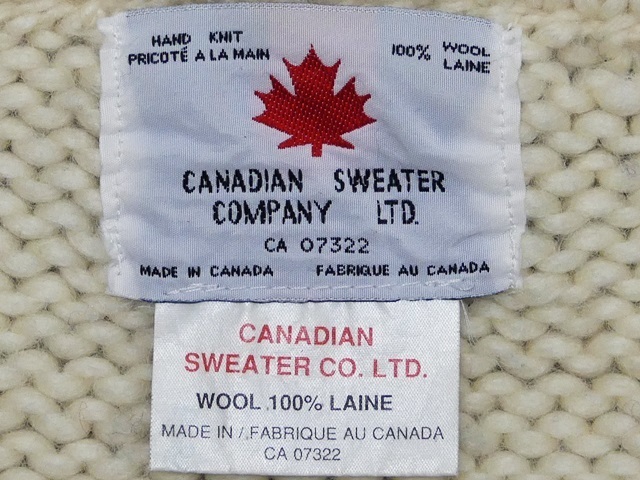 HAND KNIT
PRICOTÉ A LA MAIN
100% WOOL
LAINE
CANADIAN SWEATER
COMPANY LTD.
CA 07322
MADE IN CANADA FABRIQUE AU CANADA
CANADIAN
SWEATER CO. LTD.
WOOL 100% LAINE
MADE IN / FABRIQUE AU CANADA
CA 07322